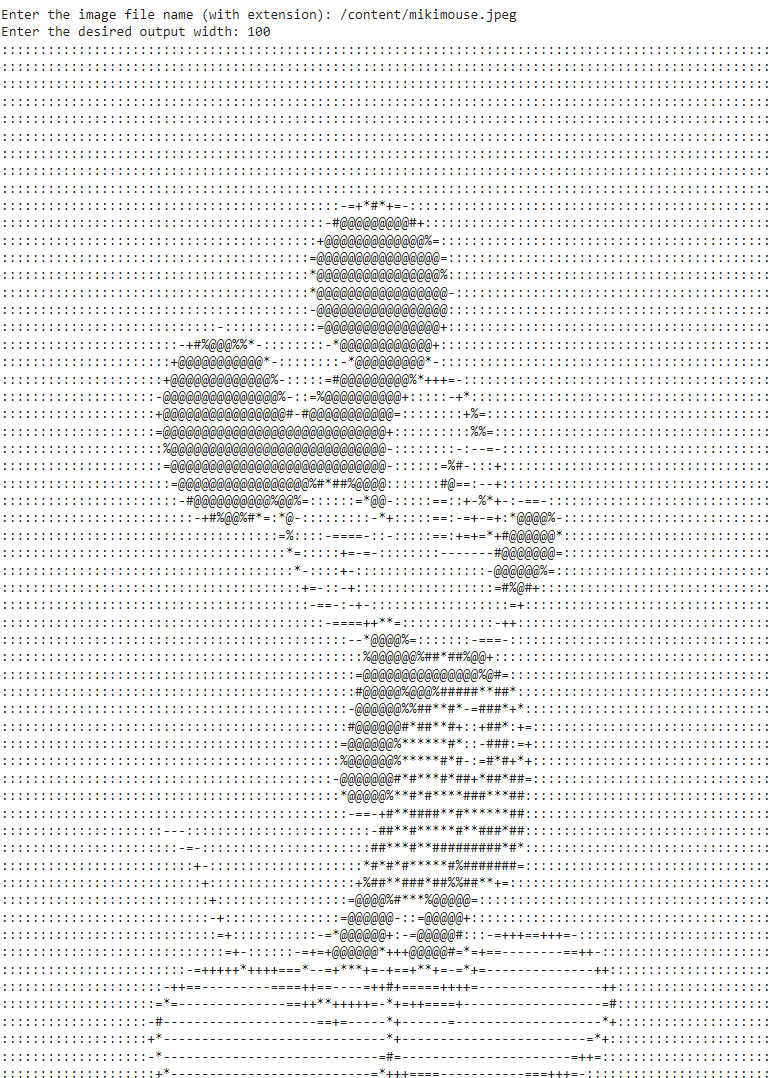 Enter the image file name (with extension): /content/mikimouse.jpeg
Enter the desired output width: 100